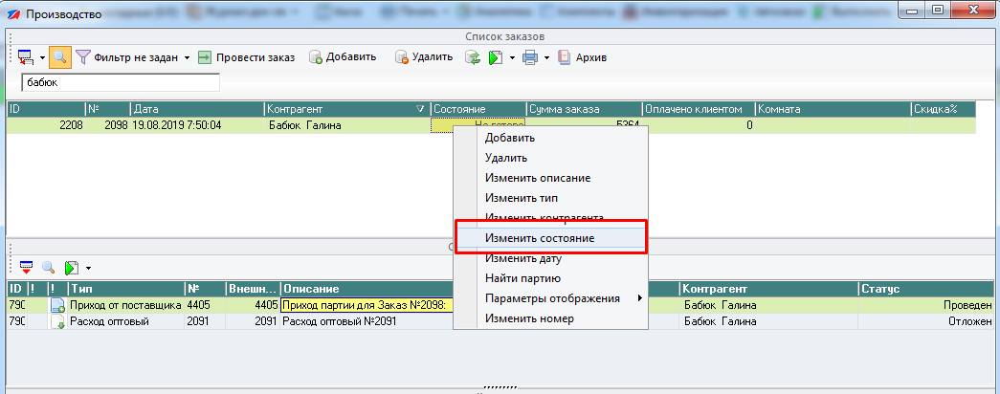 Производство
Список заказов
Фильтр не задан Провести заказ Добавить Удалить Архив
бабюк
ID № Дата Контрагент Состояние Сумма заказа Оплачено клиентом Комната Скидка%
2208 2098 19.08.2019 7:50:04 Бабюк Галина Не готово 5364 0
Добавить
Удалить
Изменить описание
Изменить тип
Изменить контрагента
Изменить состояние
Изменить дату
Найти партию
Параметры отображения
Изменить номер
ID ! ! Тип № Внешн... Описание Контрагент Статус
790 Приход от поставщика 4405 4405 Приход партии для Заказ №2098: Бабюк Галина Проведен
790 Расход оптовый 2091 2091 Расход оптовый №2091 Бабюк Галина Отложен